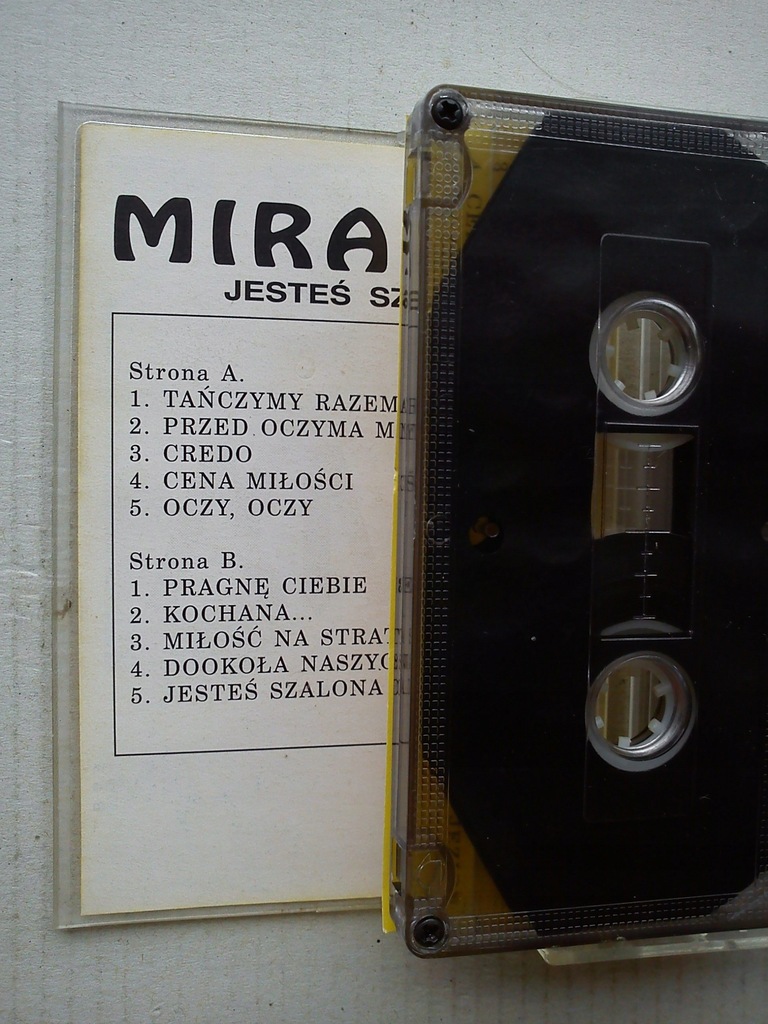 MIRA
JESTEŚ
Strona A.
1. TAŃCZYMY RAZEM
2. PRZED OCZYMA
3. CREDO
4. CENA MIŁOŚCI
5. OCZY, OCZY
Strona B.
1. PRAGNĘ CIEBIE
2. KOCHANA...
3. MIŁOŚĆ NA
4. DOOKOŁA
5. JESTEŚ SZALONA